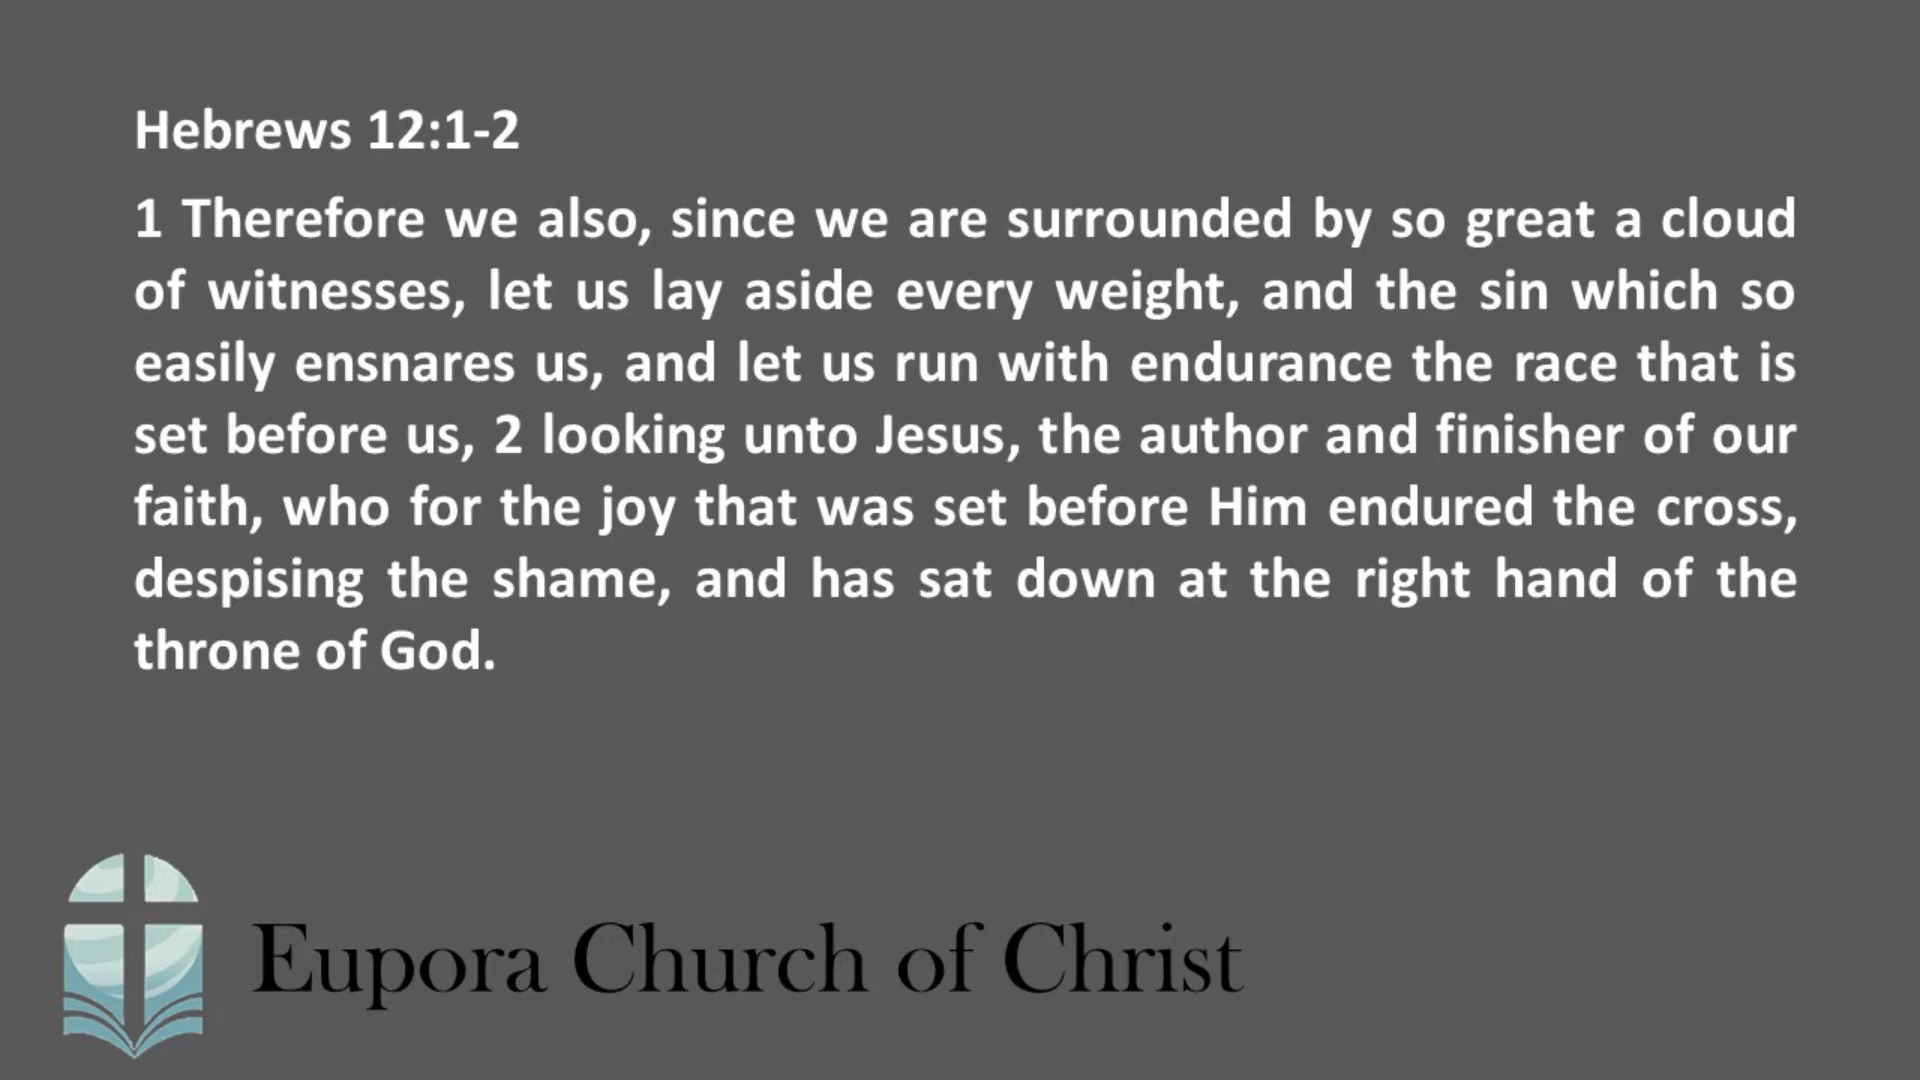 Hebrews 12:1-2
1 Therefore we also, since we are surrounded by so great a cloud
of witnesses, let us lay aside every weight, and the sin which so
easily ensnares us, and let us run with endurance the race that is
set before us, 2 looking unto Jesus, the author and finisher of our
faith, who for the joy that was set before Him endured the cross,
despising the shame, and has sat down at the right hand of the
throne of God.
Eupora Church of Christ